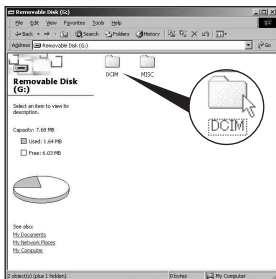 Removable Disk (G:)
File Edit View Favorites Tools Help
Back Search Folders History
Address Removable Disk (G:) Go
Removable Disk (G:)
DCIM MISC
DCIM
Select an item to view its
description.
Capacity: 7.68 MB
Used: 1.64 MB
Free: 6.03 MB
See also:
My Documents
My Network Places
My Computer
2 object(s) (plus 1 hidden) 0 bytes My Computer